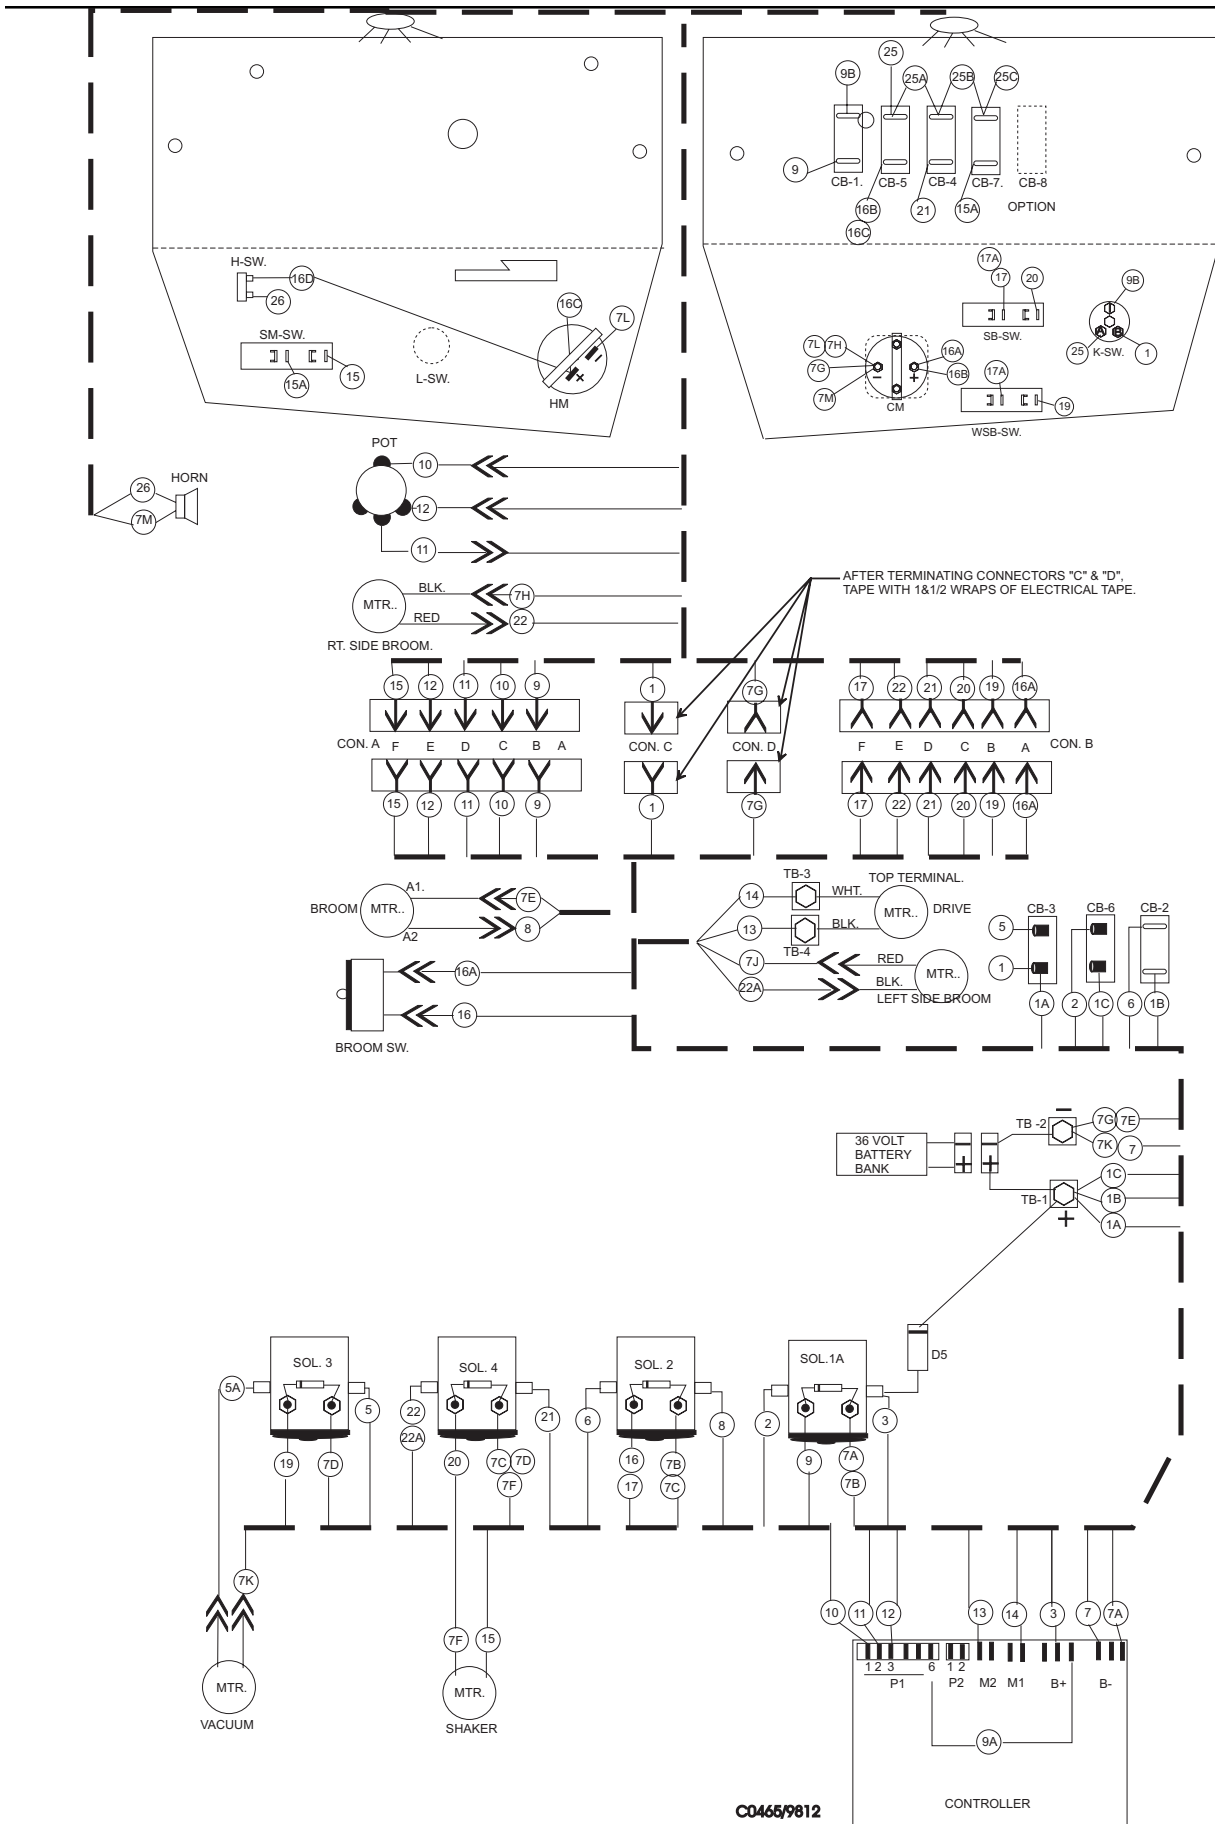 25
9B
25A
25B
25C
9
CB-1.
CB-5
CB-4
CB-7.
CB-8
16B
21
15A
OPTION
16C
H-SW.
16D
26
17A
17
20
9B
16C
7L
SM-SW.
SB-SW.
7L
7H
16A
25
K-SW.
1
15A
15
L-SW.
7G
16B
17A
HM
+
7M
−
+
CM
19
WSB-SW.
POT
10
26
HORN
12
7M
11
AFTER TERMINATING CONNECTORS "C" & "D",
TAPE WITH 1&1/2 WRAPS OF ELECTRICAL TAPE.
BLK.
7H
MTR..
RED
22
RT. SIDE BROOM.
15
12
11
10
9
1
7G
17
22
21
20
19
16A
CON. A
F
E
D
C
B
A
CON. C
CON. D
F
E
D
C
B
A
CON. B
15
12
11
10
9
1
7G
17
22
21
20
19
16A
A1.
7E
BROOM
MTR..
A2
8
TB-3
TOP TERMINAL.
14
WHT.
MTR..
DRIVE
13
BLK.
TB-4
7J
RED
MTR..
22A
BLK.
LEFT SIDE BROOM
CB-3
CB-6
CB-2
5
1
1A
2
1C
6
1B
16A
16
BROOM SW.
−
TB -2
7G
7E
36 VOLT
BATTERY
BANK
7K
7
+
+
1C
TB-1
1B
+
1A
D5
SOL. 3
SOL. 4
SOL. 2
SOL.1A
5A
5
22
22A
21
6
8
2
3
19
7D
20
7C
7D
7F
16
17
7B
7C
9
7A
7B
7K
10
11
12
13
14
3
7
7A
7F
15
MTR.
VACUUM
MTR.
SHAKER
1 2 3
6
1 2
P1
P2
M2
M1
B+
B-
9A
CONTROLLER
C0465/9812